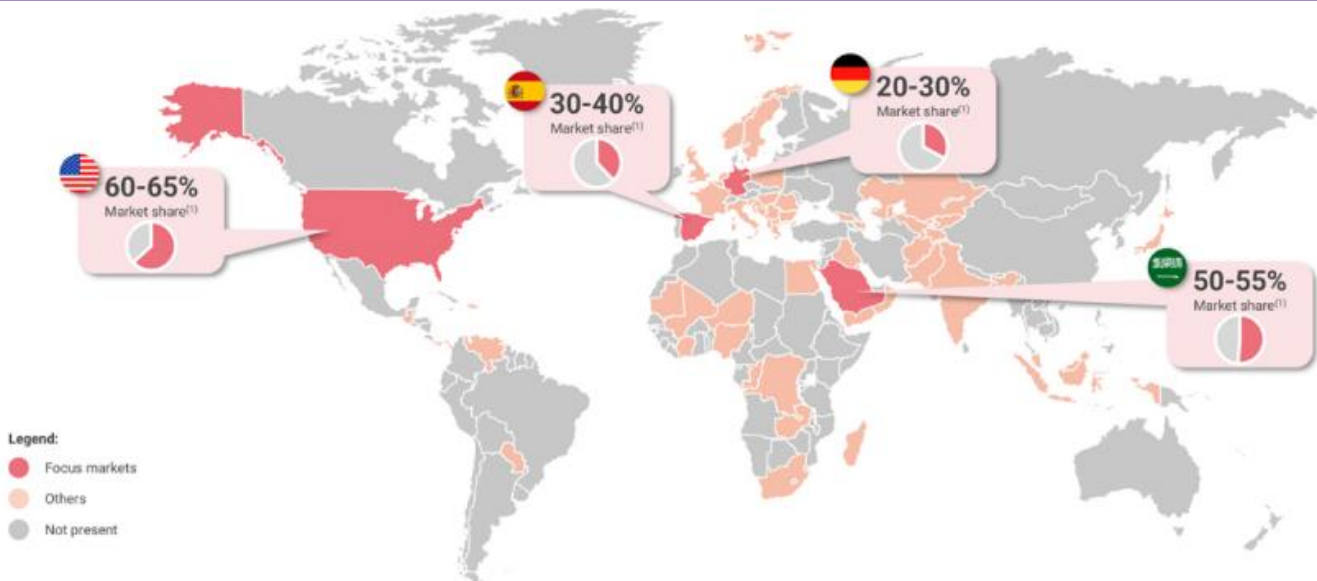 30-40%
Market share(1)
20-30%
Market share(1)
60-65%
Market share(1)
50-55%
Market share(1)
Legend:
Focus markets
Others
Not present